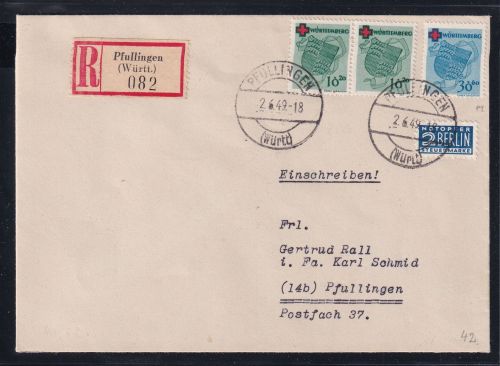 R
Pfullingen
(Württ.)
082
WÜRTTEMBERG
WÜRTTEMBERG
WÜRTTEMBERG
10+20
10+20
30+60
PFULLINGEN
2.6.49-18
(Württ)
PFULLINGEN
2.6.49-18
(Württ)
NOTOPFER
2 BERLIN
STEUERMARKE
Einschreiben!
Frl.
Gertrud Rall
i. Fa. Karl Schmid
(14b) Pfullingen
Postfach 37.
42.